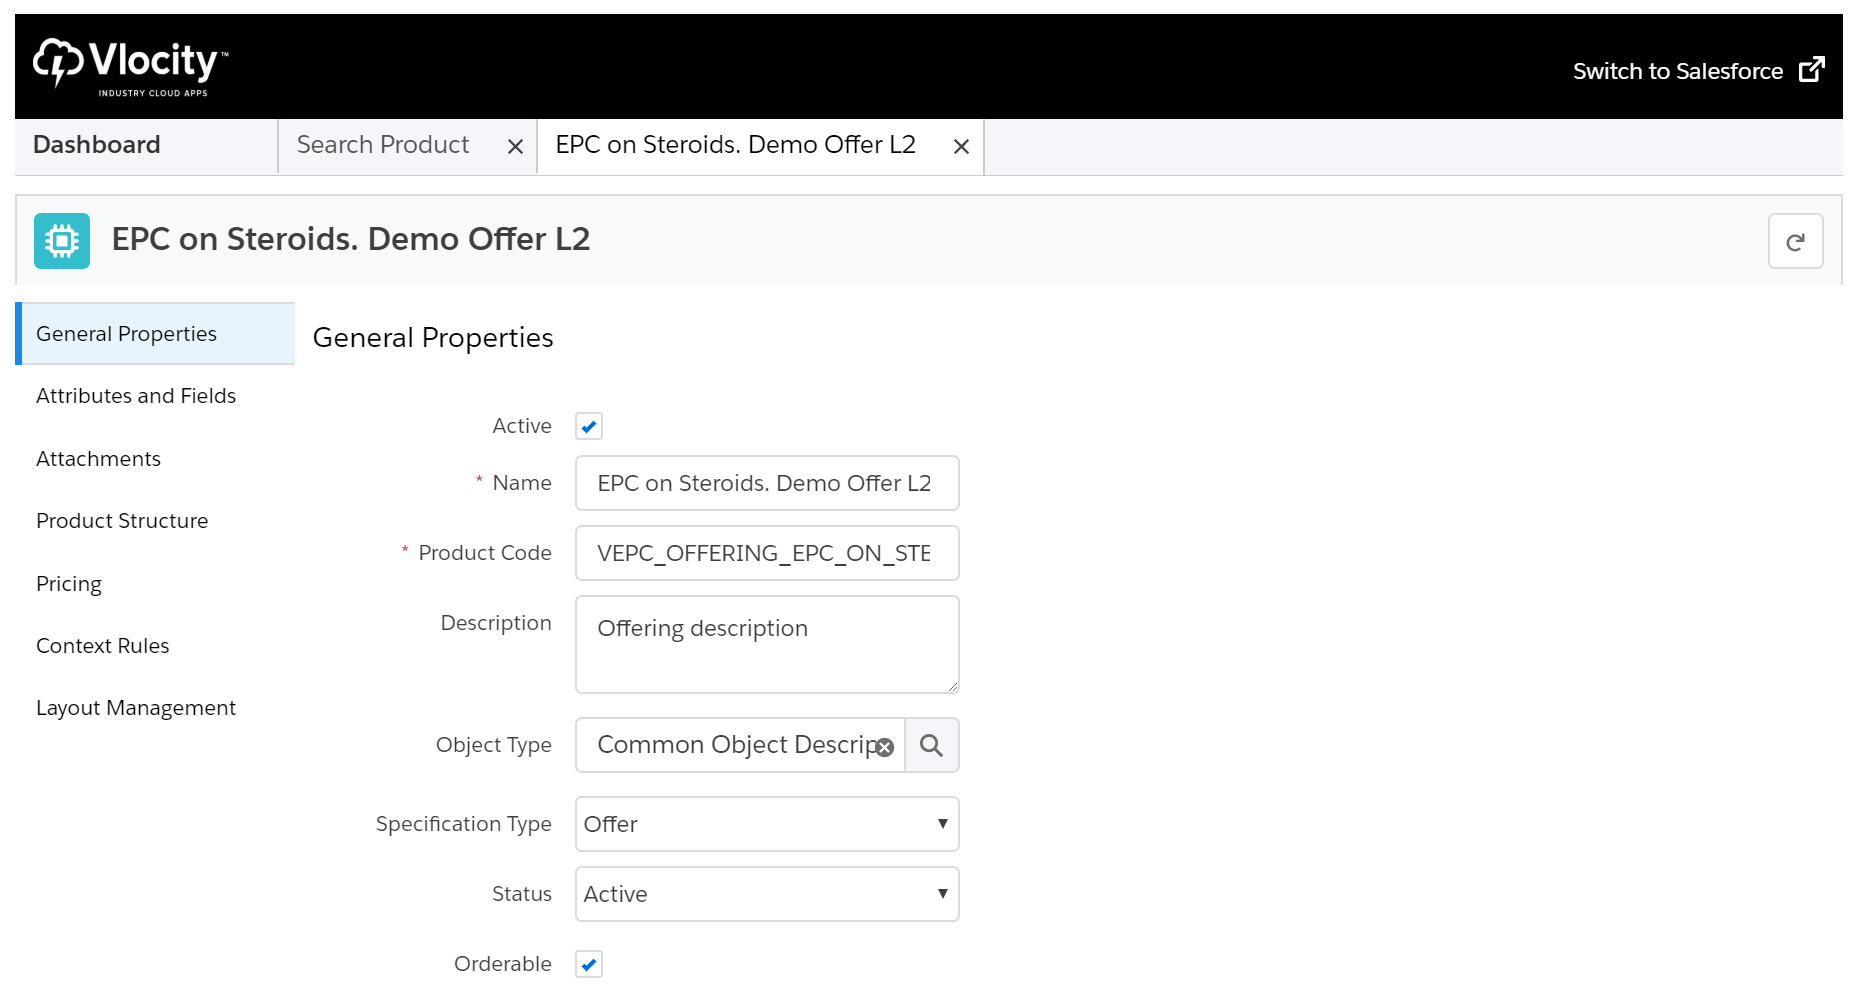 Vlocity™
INDUSTRY CLOUD APPS
Switch to Salesforce
Dashboard
Search Product
EPC on Steroids. Demo Offer L2
EPC on Steroids. Demo Offer L2
General Properties
Attributes and Fields
Attachments
Product Structure
Pricing
Context Rules
Layout Management
General Properties
Active
* Name EPC on Steroids. Demo Offer L2
* Product Code VEPC_OFFERING_EPC_ON_STE
Description Offering description
Object Type Common Object Descrip
Specification Type Offer
Status Active
Orderable